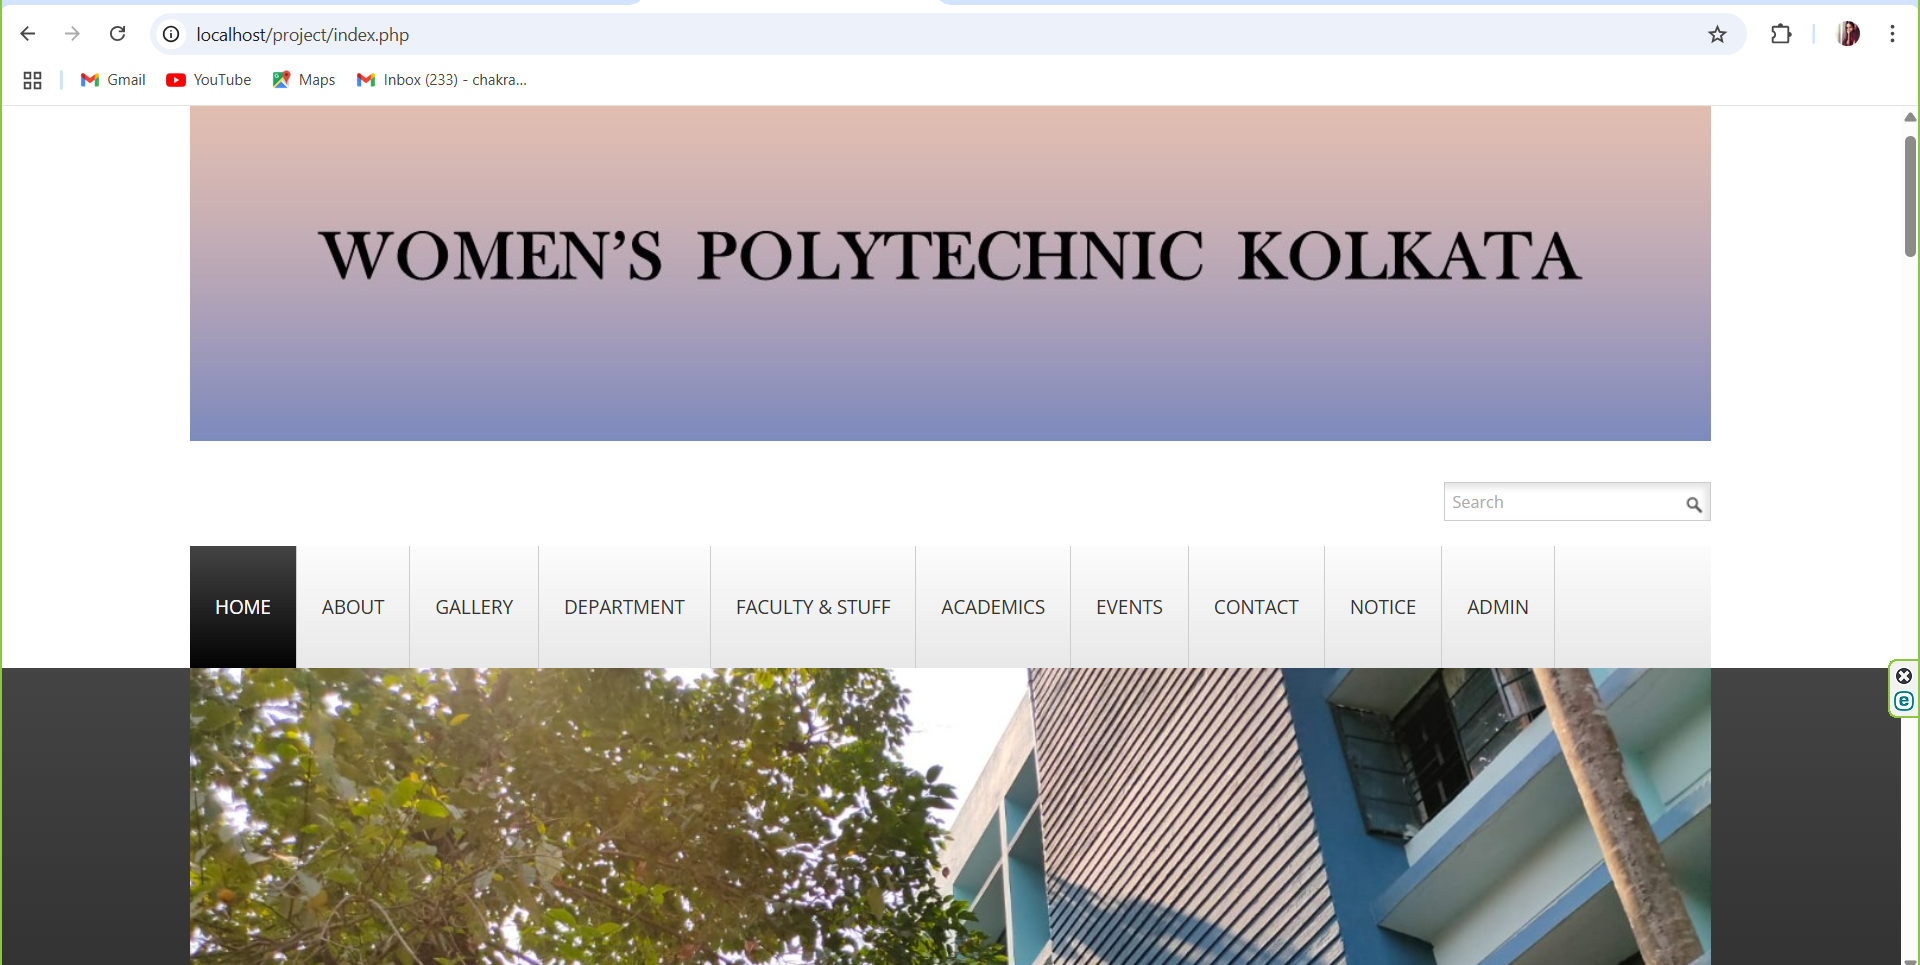 localhost/project/index.php
Gmail YouTube Maps Inbox (233) - chakra...
WOMEN'S POLYTECHNIC KOLKATA
Search
HOME ABOUT GALLERY DEPARTMENT FACULTY & STUFF ACADEMICS EVENTS CONTACT NOTICE ADMIN